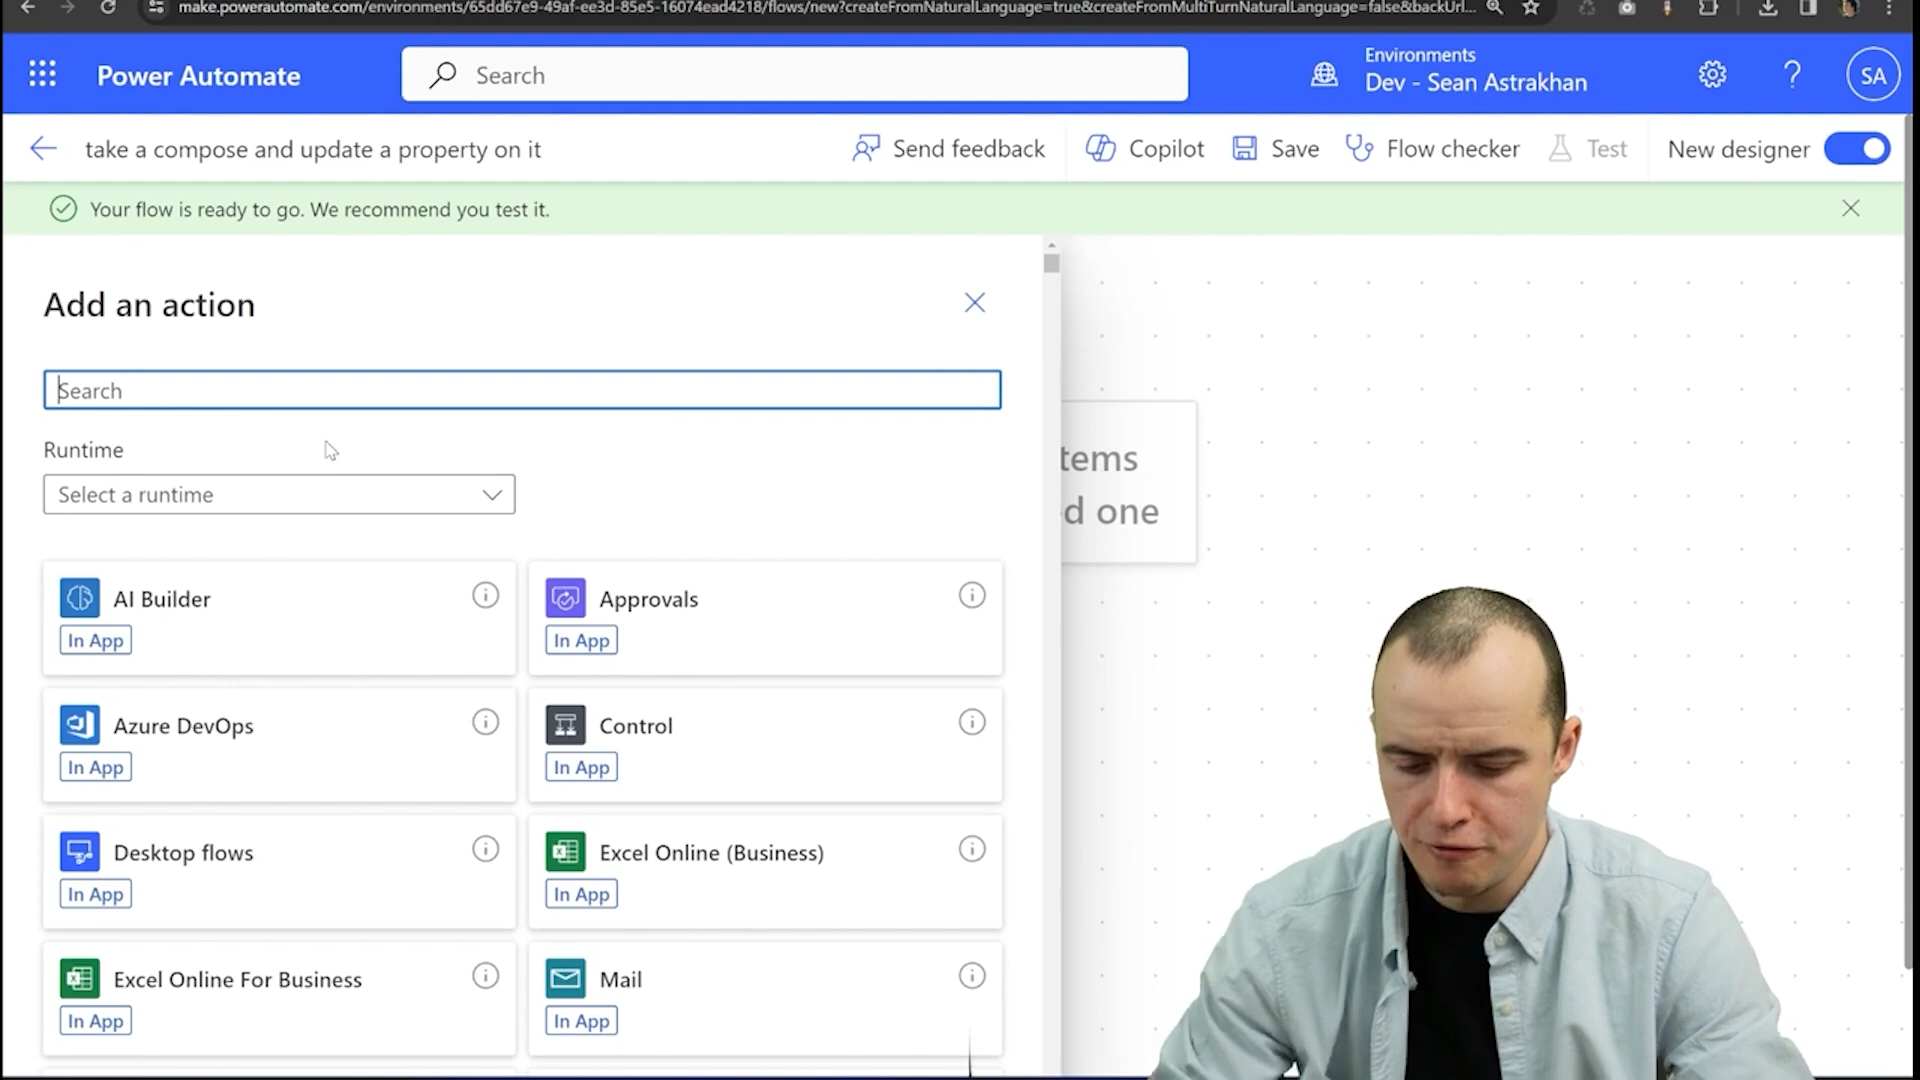 make.powerautomate.com/environments/65dd67e9-49af-ee3d-85e5-16074ead4218/flows/new?createFromNaturalLanguage=true&createFromMultiTurnNaturalLanguage=false&backUrl...
Power Automate
Search
Environments
Dev - Sean Astrakhan
?
SA
take a compose and update a property on it
Send feedback
Copilot
Save
Flow checker
Test
New designer
Your flow is ready to go. We recommend you test it.
Add an action
Search
Runtime
Select a runtime
tems
d one
AI Builder
In App
Approvals
In App
Azure DevOps
In App
Control
In App
Desktop flows
In App
Excel Online (Business)
In App
Excel Online For Business
In App
Mail
In App